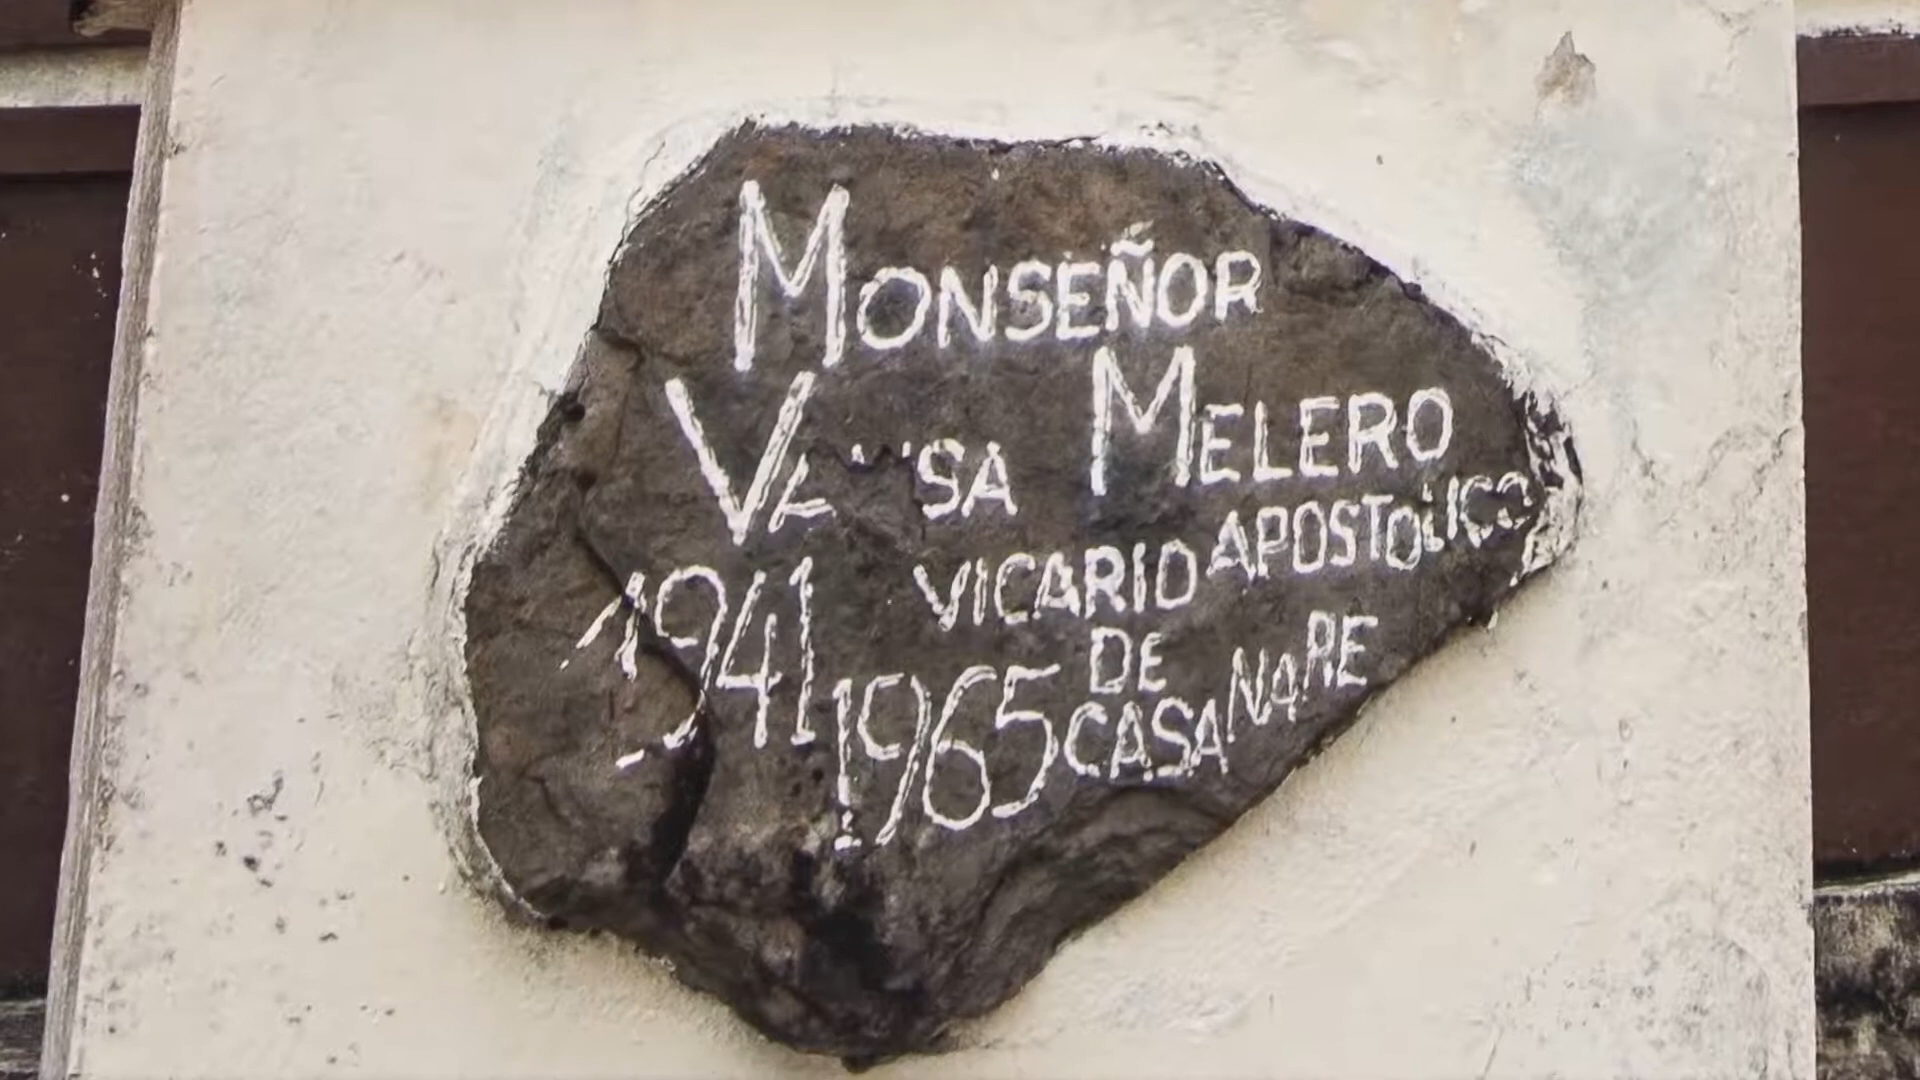 MONSEÑOR
MELERO
1941 VICARIO APOSTOLICO
DE
1965 CASANARE